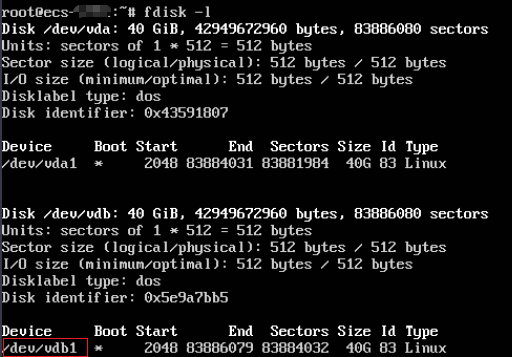 root@ecs-:~# fdisk -l
Disk /dev/vda: 40 GiB, 42949672960 bytes, 83886080 sectors
Units: sectors of 1 * 512 = 512 bytes
Sector size (logical/physical): 512 bytes / 512 bytes
I/O size (minimum/optimal): 512 bytes / 512 bytes
Disklabel type: dos
Disk identifier: 0x43591807
Device Boot Start End Sectors Size Id Type
/dev/vda1 * 2048 83884031 83881984 40G 83 Linux
Disk /dev/vdb: 40 GiB, 42949672960 bytes, 83886080 sectors
Units: sectors of 1 * 512 = 512 bytes
Sector size (logical/physical): 512 bytes / 512 bytes
I/O size (minimum/optimal): 512 bytes / 512 bytes
Disklabel type: dos
Disk identifier: 0x5e9a7bb5
Device Boot Start End Sectors Size Id Type
/dev/vdb1 * 2048 83886079 83884032 40G 83 Linux